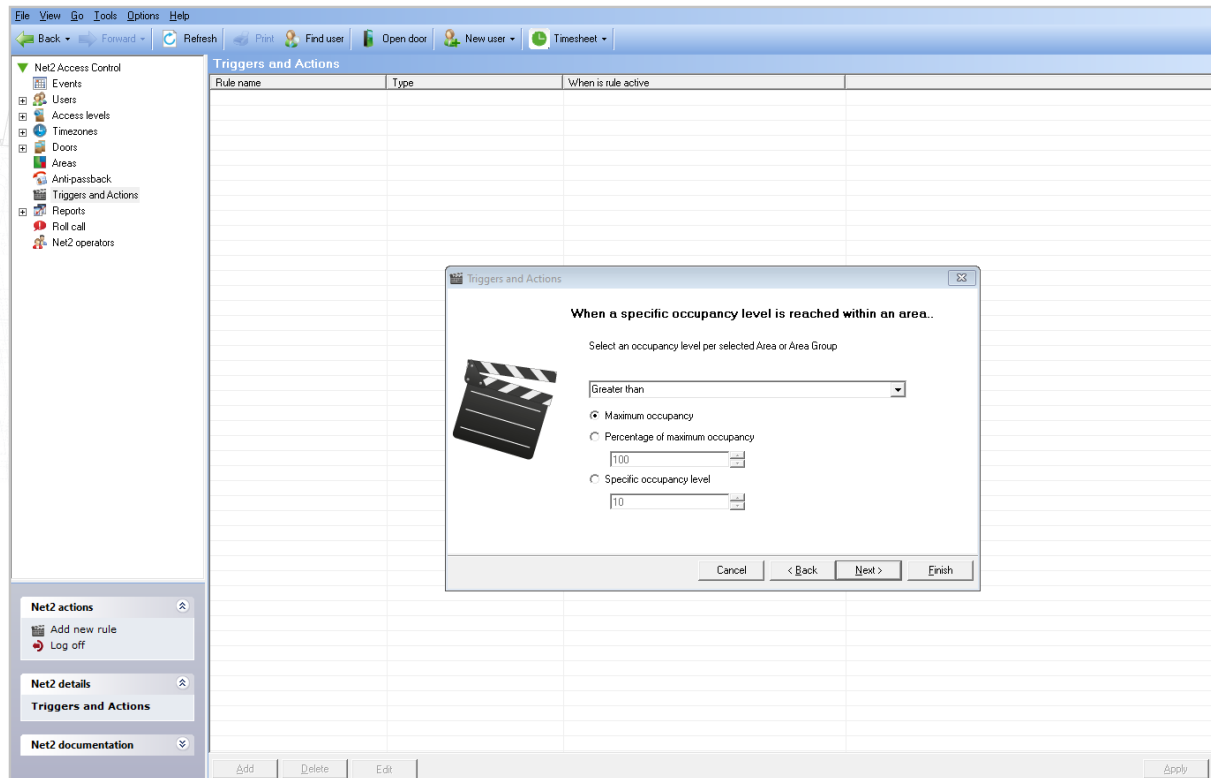 File View Go Tools Options Help
Back Forward Refresh Print Find user Open door New user Timesheet
Net2 Access Control
Events
Users
Access levels
Timezones
Doors
Areas
Anti-passback
Triggers and Actions
Reports
Roll call
Net2 operators
Net2 actions
Add new rule
Log off
Net2 details
Triggers and Actions
Net2 documentation
Triggers and Actions
Rule name Type When is rule active
Triggers and Actions
When a specific occupancy level is reached within an area..
Select an occupancy level per selected Area or Area Group
Greater than
Maximum occupancy
Percentage of maximum occupancy
100
Specific occupancy level
10
Cancel < Back Next > Finish
Add Delete Edit Apply